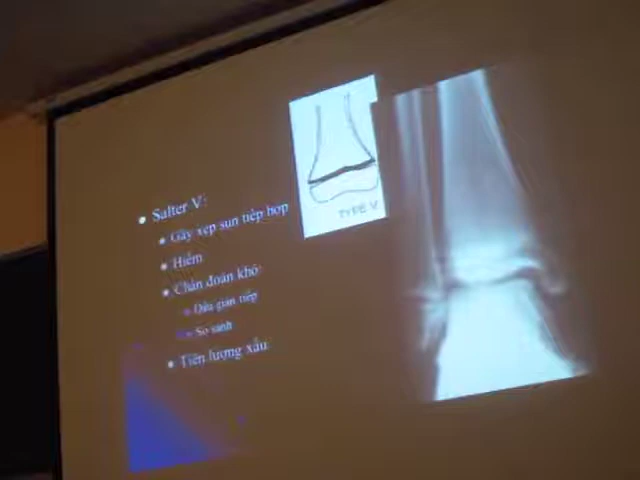 Salter V:
Gãy xẹp sụn tiếp hợp
Hiếm
Chẩn đoán khó:
Dấu gián tiếp
So sánh
Tiên lượng xấu
TYPE V